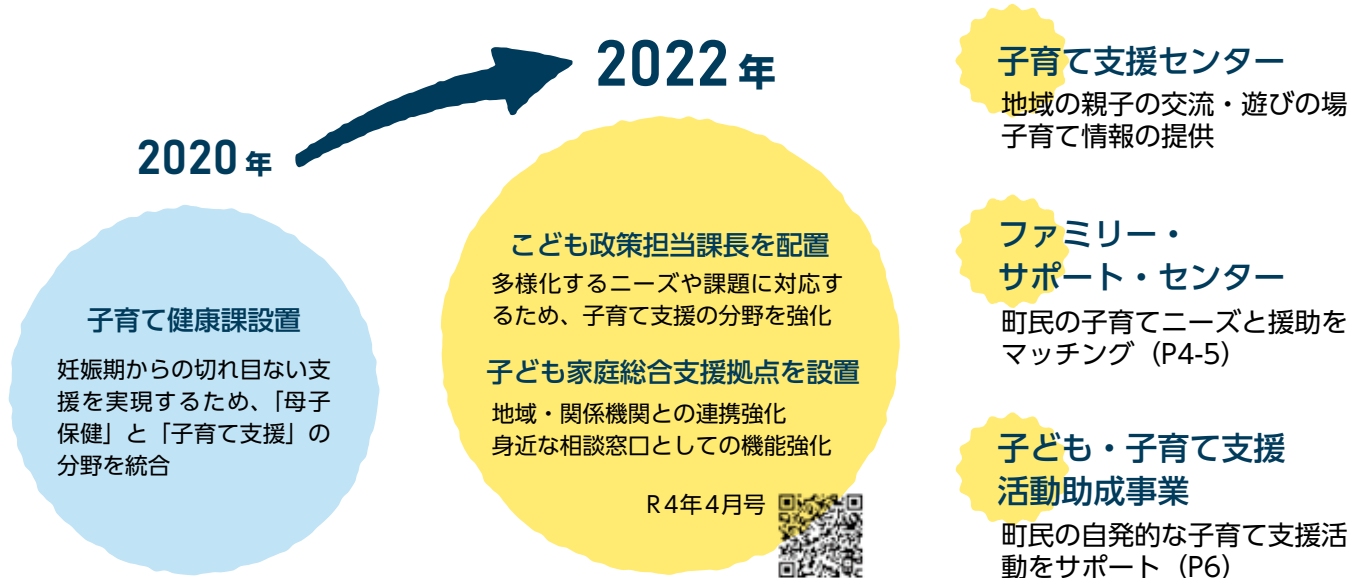 2020年
子育て健康課設置
妊娠期からの切れ目ない支
援を実現するため、「母子
保健」と「子育て支援」の
分野を統合
2022年
こども政策担当課長を配置
多様化するニーズや課題に対応す
るため、子育て支援の分野を強化
子ども家庭総合支援拠点を設置
地域・関係機関との連携強化
身近な相談窓口としての機能強化
R4年4月号
子育て支援センター
地域の親子の交流・遊びの場
子育て情報の提供
ファミリー・
サポート・センター
町民の子育てニーズと援助を
マッチング（P4-5）
子ども・子育て支援
活動助成事業
町民の自発的な子育て支援活
動をサポート（P6）